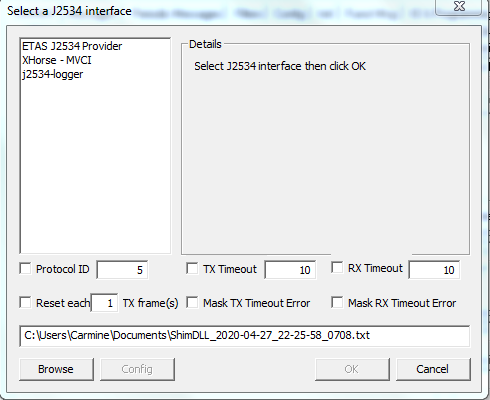 Select a J2534 interface
ETAS J2534 Provider
XHorse - MVCI
j2534-logger
Details
Select J2534 interface then click OK
Protocol ID 5 TX Timeout 10 RX Timeout 10
Reset each 1 TX frame(s) Mask TX Timeout Error Mask RX Timeout Error
C:\Users\Carmine\Documents\ShimDLL_2020-04-27_22-25-58_0708.txt
Browse Config OK Cancel